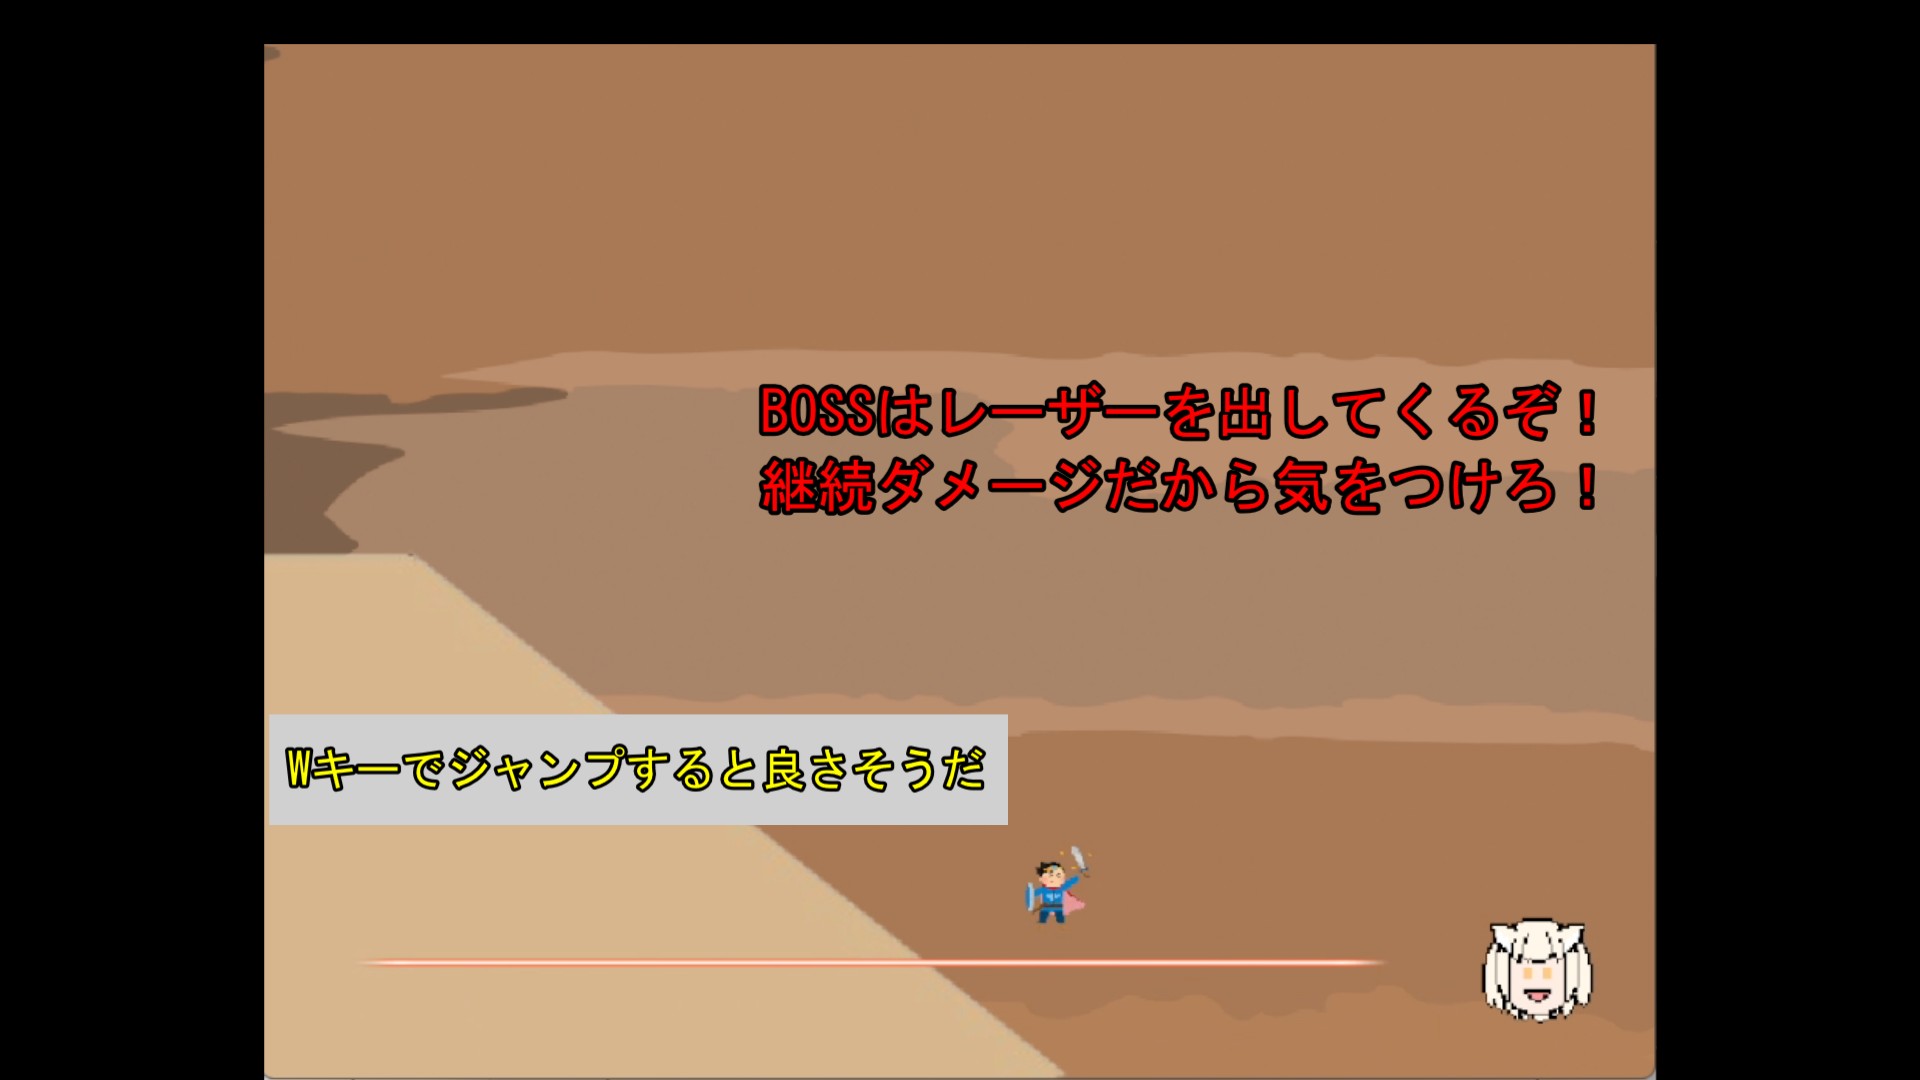 BOSSはレーザーを出してくるぞ！
継続ダメージだから気をつけろ！
Wキーでジャンプすると良さそうだ